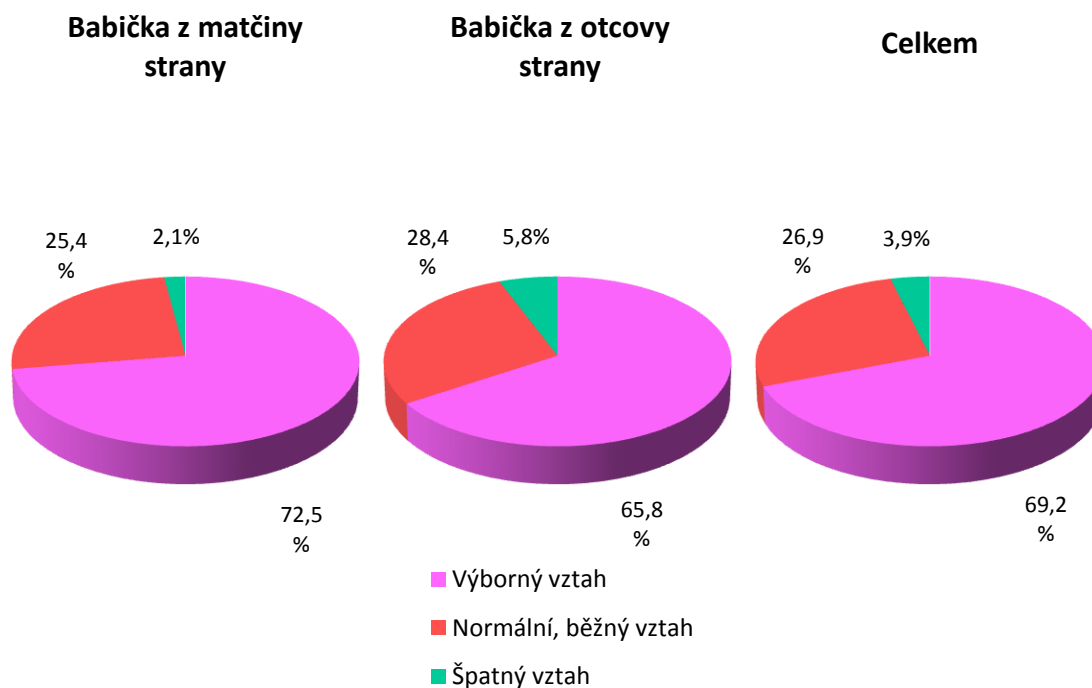 Babička z matčiny
strany
Babička z otcovy
strany
Celkem
25,4
%
2,1%
72,5
%
28,4
%
5,8%
65,8
%
26,9
%
3,9%
69,2
%
Výborný vztah
Normální, běžný vztah
Špatný vztah